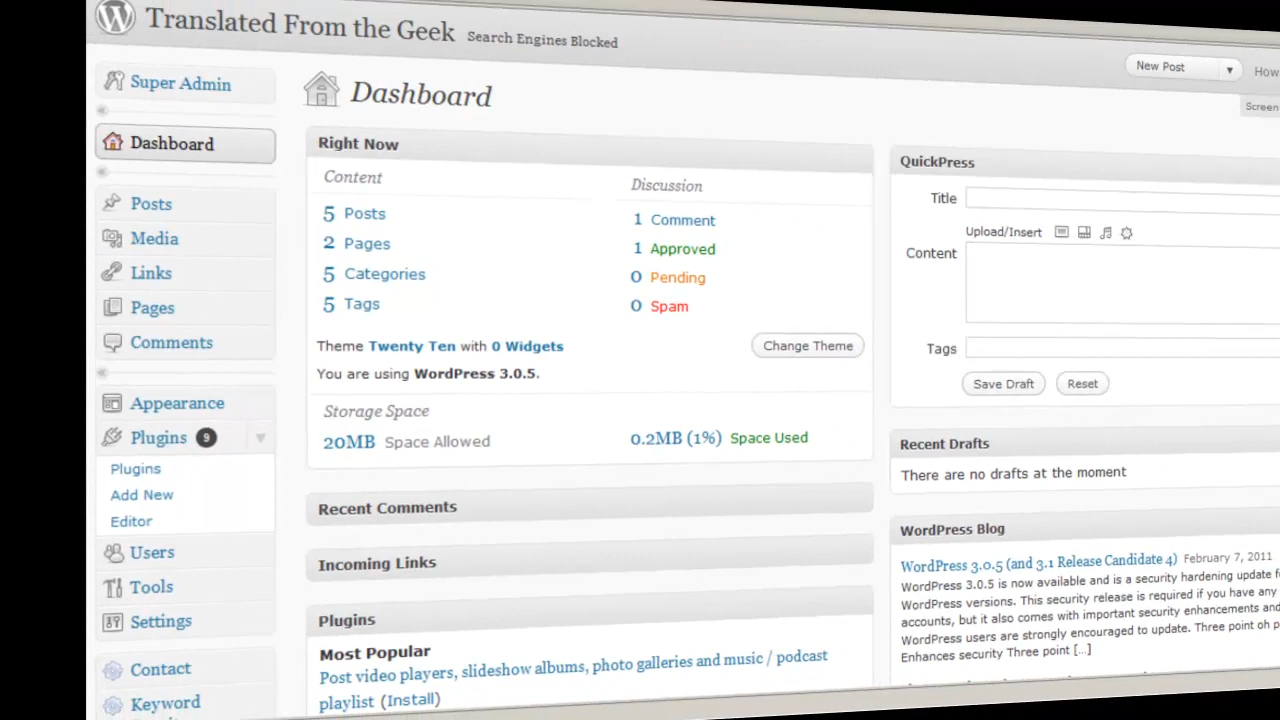 Translated From the Geek Search Engines Blocked
New Post
How
Screen
Super Admin
Dashboard
Posts
Media
Links
Pages
Comments
Appearance
Plugins 9
Plugins
Add New
Editor
Users
Tools
Settings
Contact
Keyword
Dashboard
Right Now
Content
5 Posts
2 Pages
5 Categories
5 Tags
Discussion
1 Comment
1 Approved
0 Pending
0 Spam
Theme Twenty Ten with 0 Widgets
Change Theme
You are using WordPress 3.0.5.
Storage Space
20MB Space Allowed
0.2MB (1%) Space Used
Recent Comments
Incoming Links
Plugins
Most Popular
Post video players, slideshow albums, photo galleries and music / podcast
playlist (Install)
QuickPress
Title
Upload/Insert
Content
Tags
Save Draft Reset
Recent Drafts
There are no drafts at the moment
WordPress Blog
WordPress 3.0.5 (and 3.1 Release Candidate 4) February 7, 2011
WordPress 3.0.5 is now available and is a security hardening update
WordPress versions. This security release is required if you have any
accounts, but it also comes with important security enhancements and
WordPress users are strongly encouraged to update. Three point oh
Enhances security Three point [...]